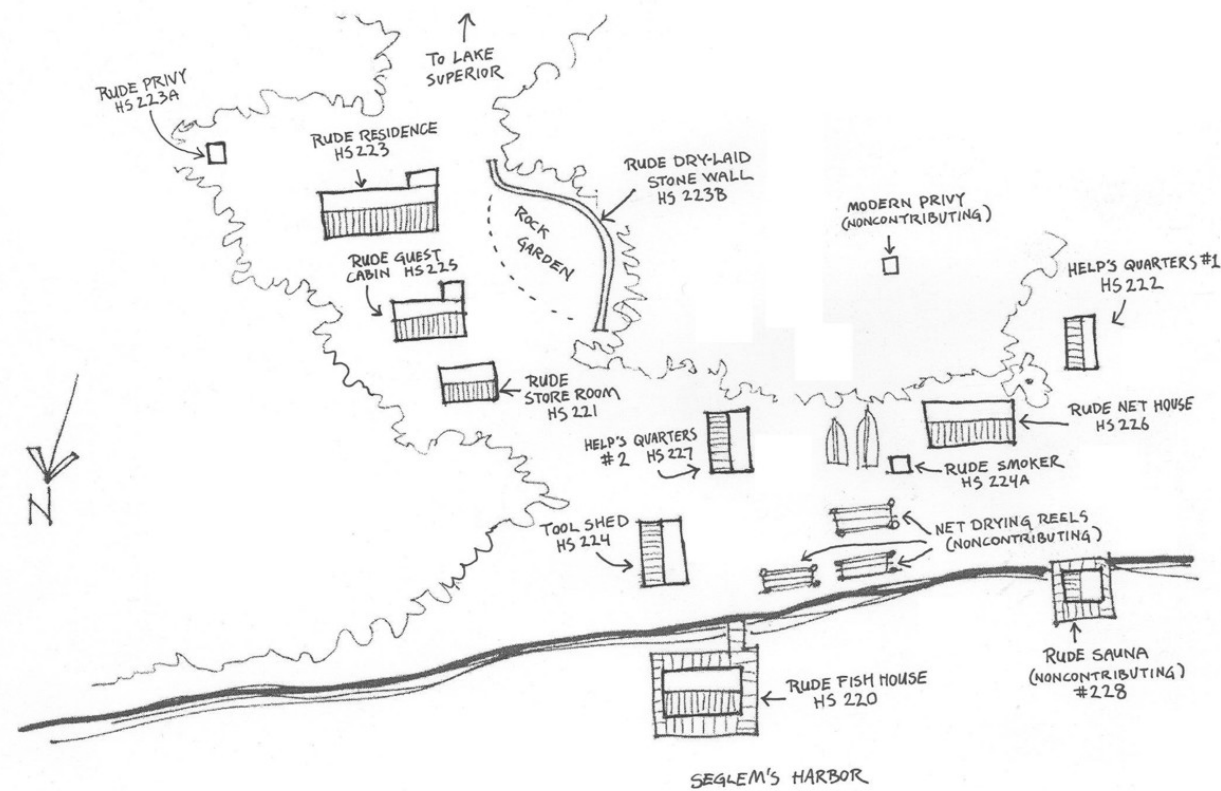 TO LAKE
SUPERIOR
RUDE PRIVY
HS 223A
RUDE RESIDENCE
HS 223
RUDE DRY-LAID
STONE WALL
HS 223B
ROCK
GARDEN
MODERN PRIVY
(NONCONTRIBUTING)
RUDE GUEST
CABIN HS 225
HELP'S QUARTERS #1
HS 222
RUDE
STORE ROOM
HS 221
RUDE NET HOUSE
HS 226
HELP'S QUARTERS
#2 HS 227
RUDE SMOKER
HS 224A
N
TOOL SHED
HS 224
NET DRYING REELS
(NONCONTRIBUTING)
RUDE SAUNA
(NONCONTRIBUTING)
#228
RUDE FISH HOUSE
HS 220
SEGLEM'S HARBOR